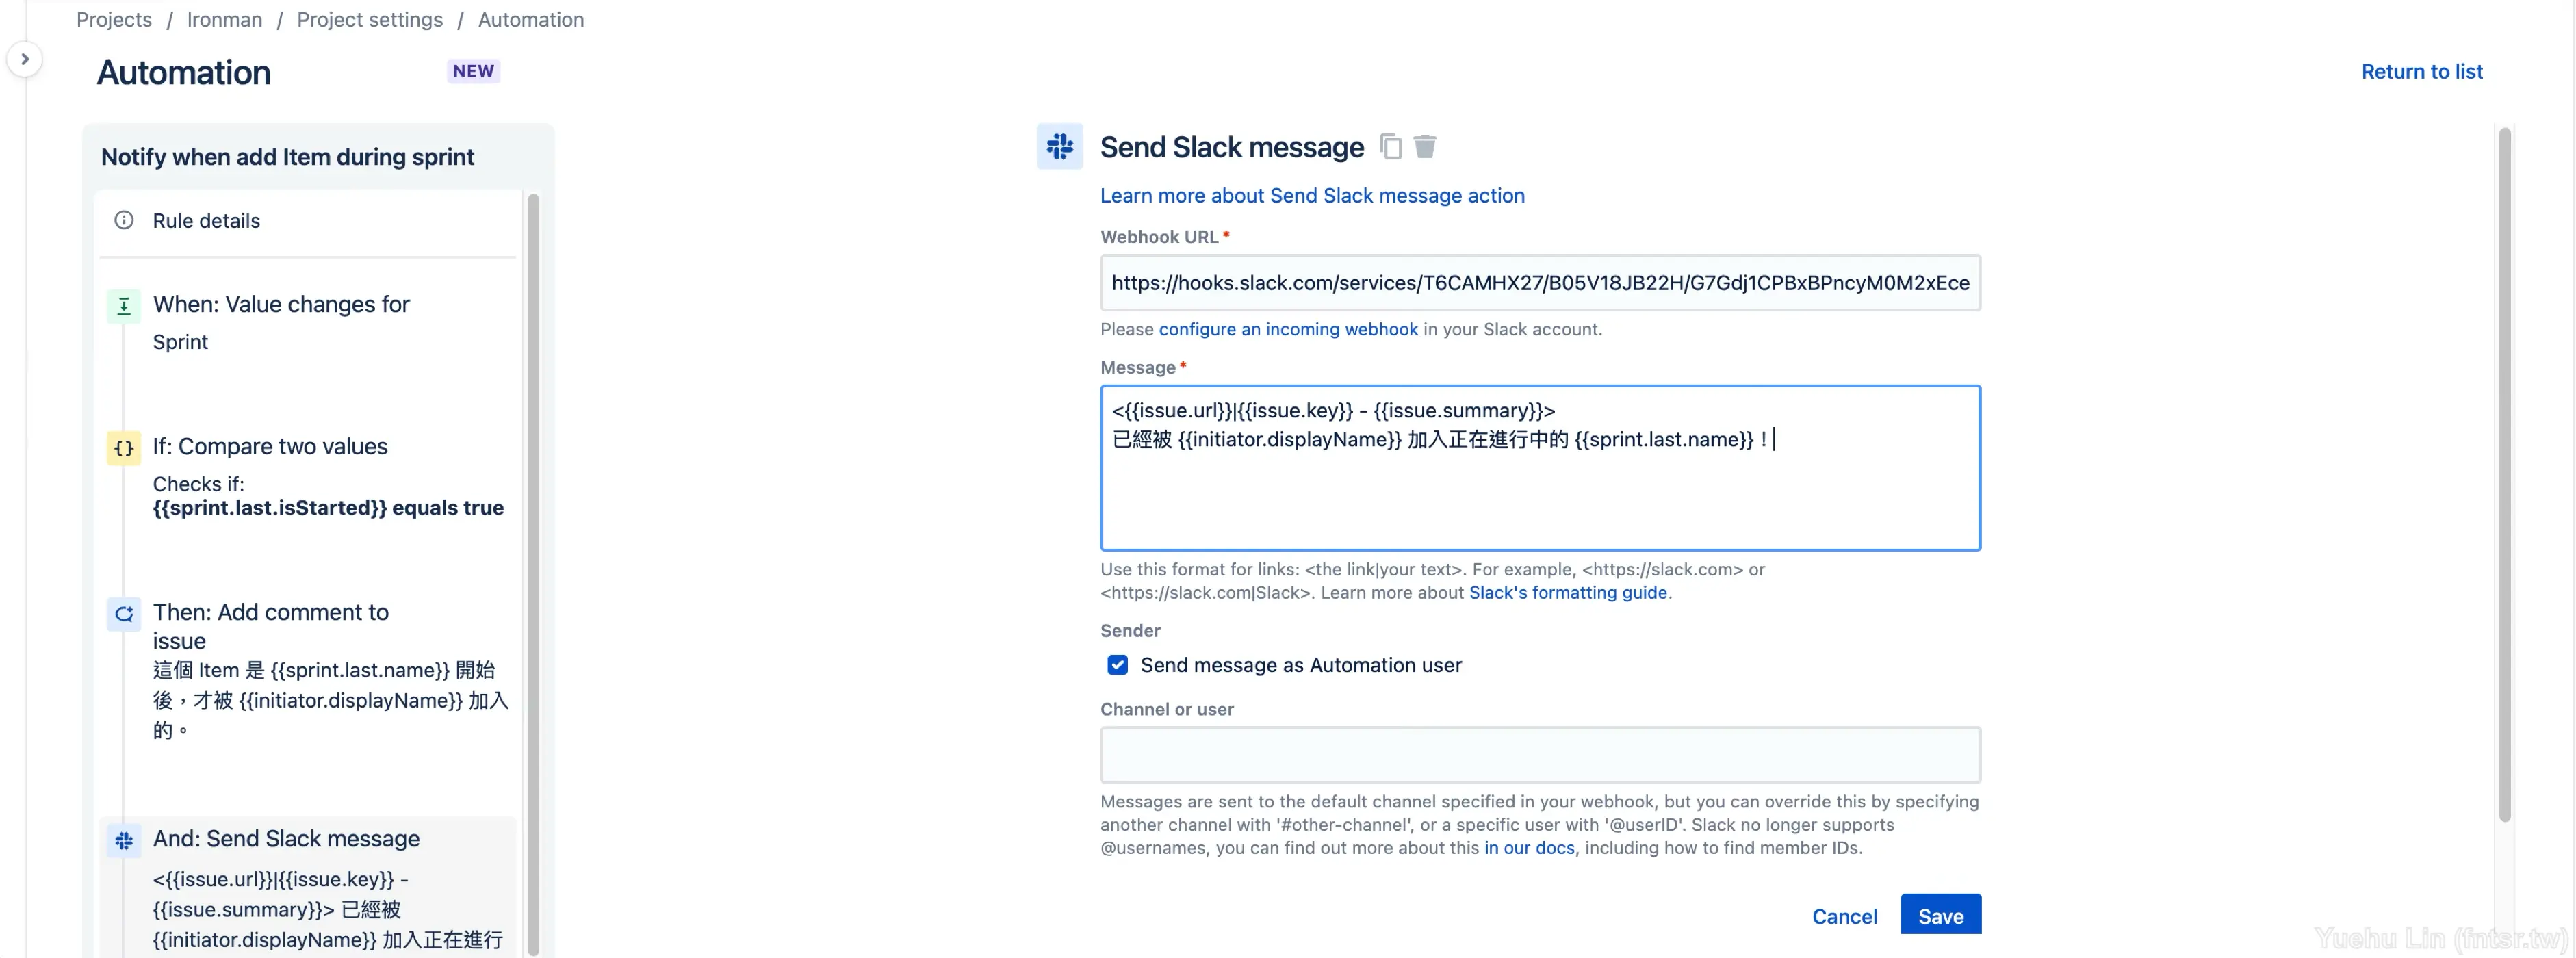 Projects / Ironman / Project settings / Automation
Automation NEW
Return to list
Notify when add Item during sprint
Rule details
When: Value changes for
Sprint
If: Compare two values
Checks if:
{{sprint.last.isStarted}} equals true
Then: Add comment to
issue
這個 Item 是 {{sprint.last.name}} 開始
後，才被 {{initiator.displayName}} 加入
的。
And: Send Slack message
<{{issue.url}}|{{issue.key}} -
{{issue.summary}}> 已經被
{{initiator.displayName}} 加入正在進行
Send Slack message
Learn more about Send Slack message action
Webhook URL*
https://hooks.slack.com/services/T6CAMHX27/B05V18JB22H/G7Gdj1CPBxBPncyM0M2xEce
Please configure an incoming webhook in your Slack account.
Message*
<{{issue.url}}|{{issue.key}} - {{issue.summary}}>
已經被 {{initiator.displayName}} 加入正在進行中的 {{sprint.last.name}}！
Use this format for links: <the link|your text>. For example, <https://slack.com> or
<https://slack.com|Slack>. Learn more about Slack's formatting guide.
Sender
Send message as Automation user
Channel or user
Messages are sent to the default channel specified in your webhook, but you can override this by specifying
another channel with '#other-channel', or a specific user with '@userID'. Slack no longer supports
@usernames, you can find out more about this in our docs, including how to find member IDs.
Cancel Save
Yuehu Lin (fntsr.tw)